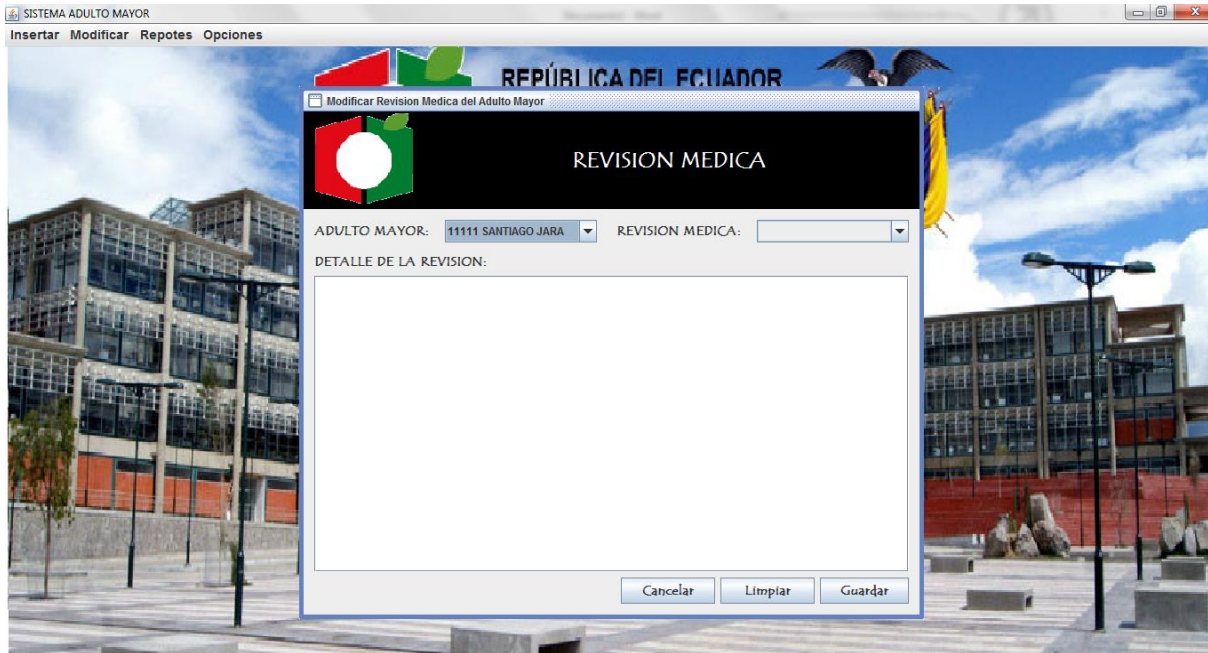 SISTEMA ADULTO MAYOR
Insertar Modificar Repotes Opciones
REPÚBLICA DEL ECUADOR
Modificar Revision Medica del Adulto Mayor
REVISION MEDICA
ADULTO MAYOR: 11111 SANTIAGO JARA REVISION MEDICA:
DETALLE DE LA REVISION:
Cancelar Limpiar Guardar